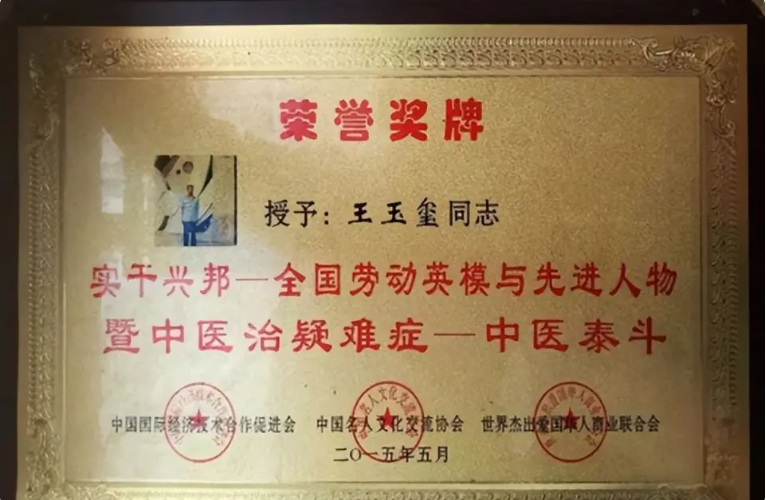 荣誉奖牌
授予：王玉玺同志
实干兴邦—全国劳动英模与先进人物
暨中医治疑难症—中医泰斗
中国国际经济技术合作促进会 中国名人文化交流协会 世界杰出爱国华人商业联合会
二〇一五年五月